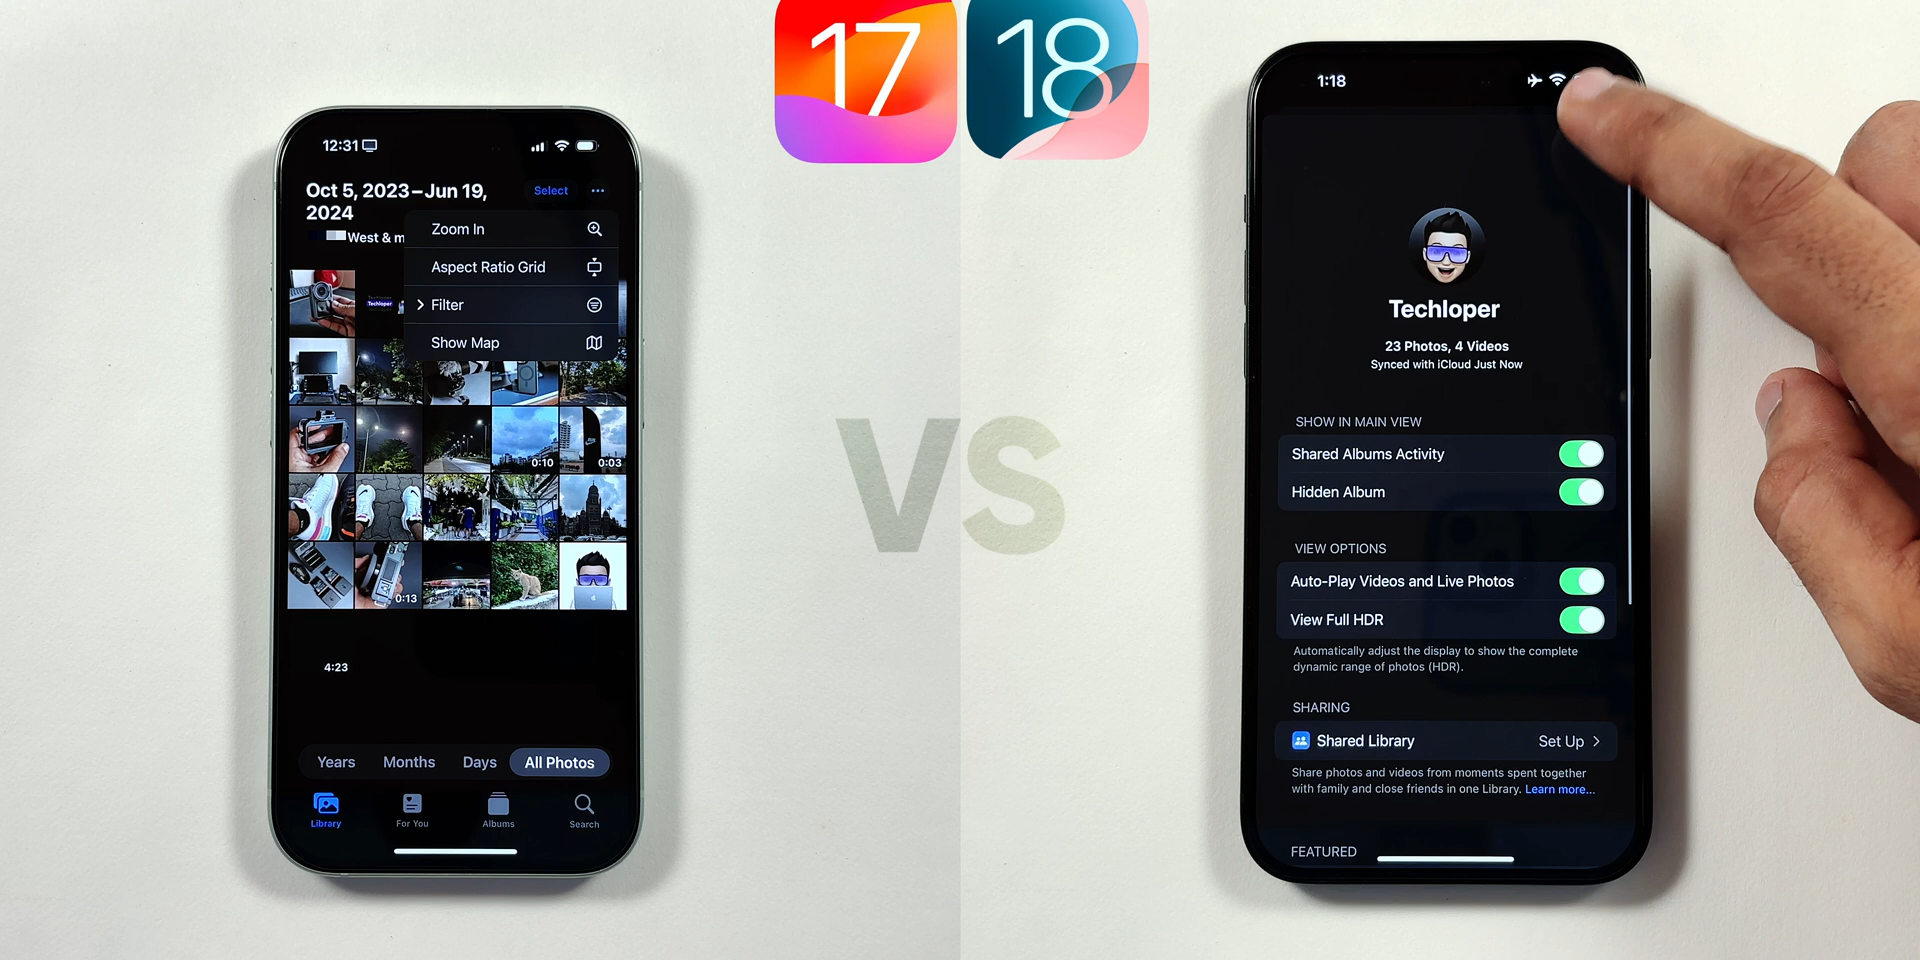 17
18
VS
12:31
Oct 5, 2023–Jun 19,
2024
Select
West & m
Zoom In
Aspect Ratio Grid
Filter
Show Map
Techloper
0:10
0:03
0:13
4:23
Years
Months
Days
All Photos
Library
For You
Albums
Search
1:18
Techloper
23 Photos, 4 Videos
Synced with iCloud Just Now
SHOW IN MAIN VIEW
Shared Albums Activity
Hidden Album
VIEW OPTIONS
Auto-Play Videos and Live Photos
View Full HDR
Automatically adjust the display to show the complete
dynamic range of photos (HDR).
SHARING
Shared Library
Set Up
Share photos and videos from moments spent together
with family and close friends in one Library. Learn more...
FEATURED